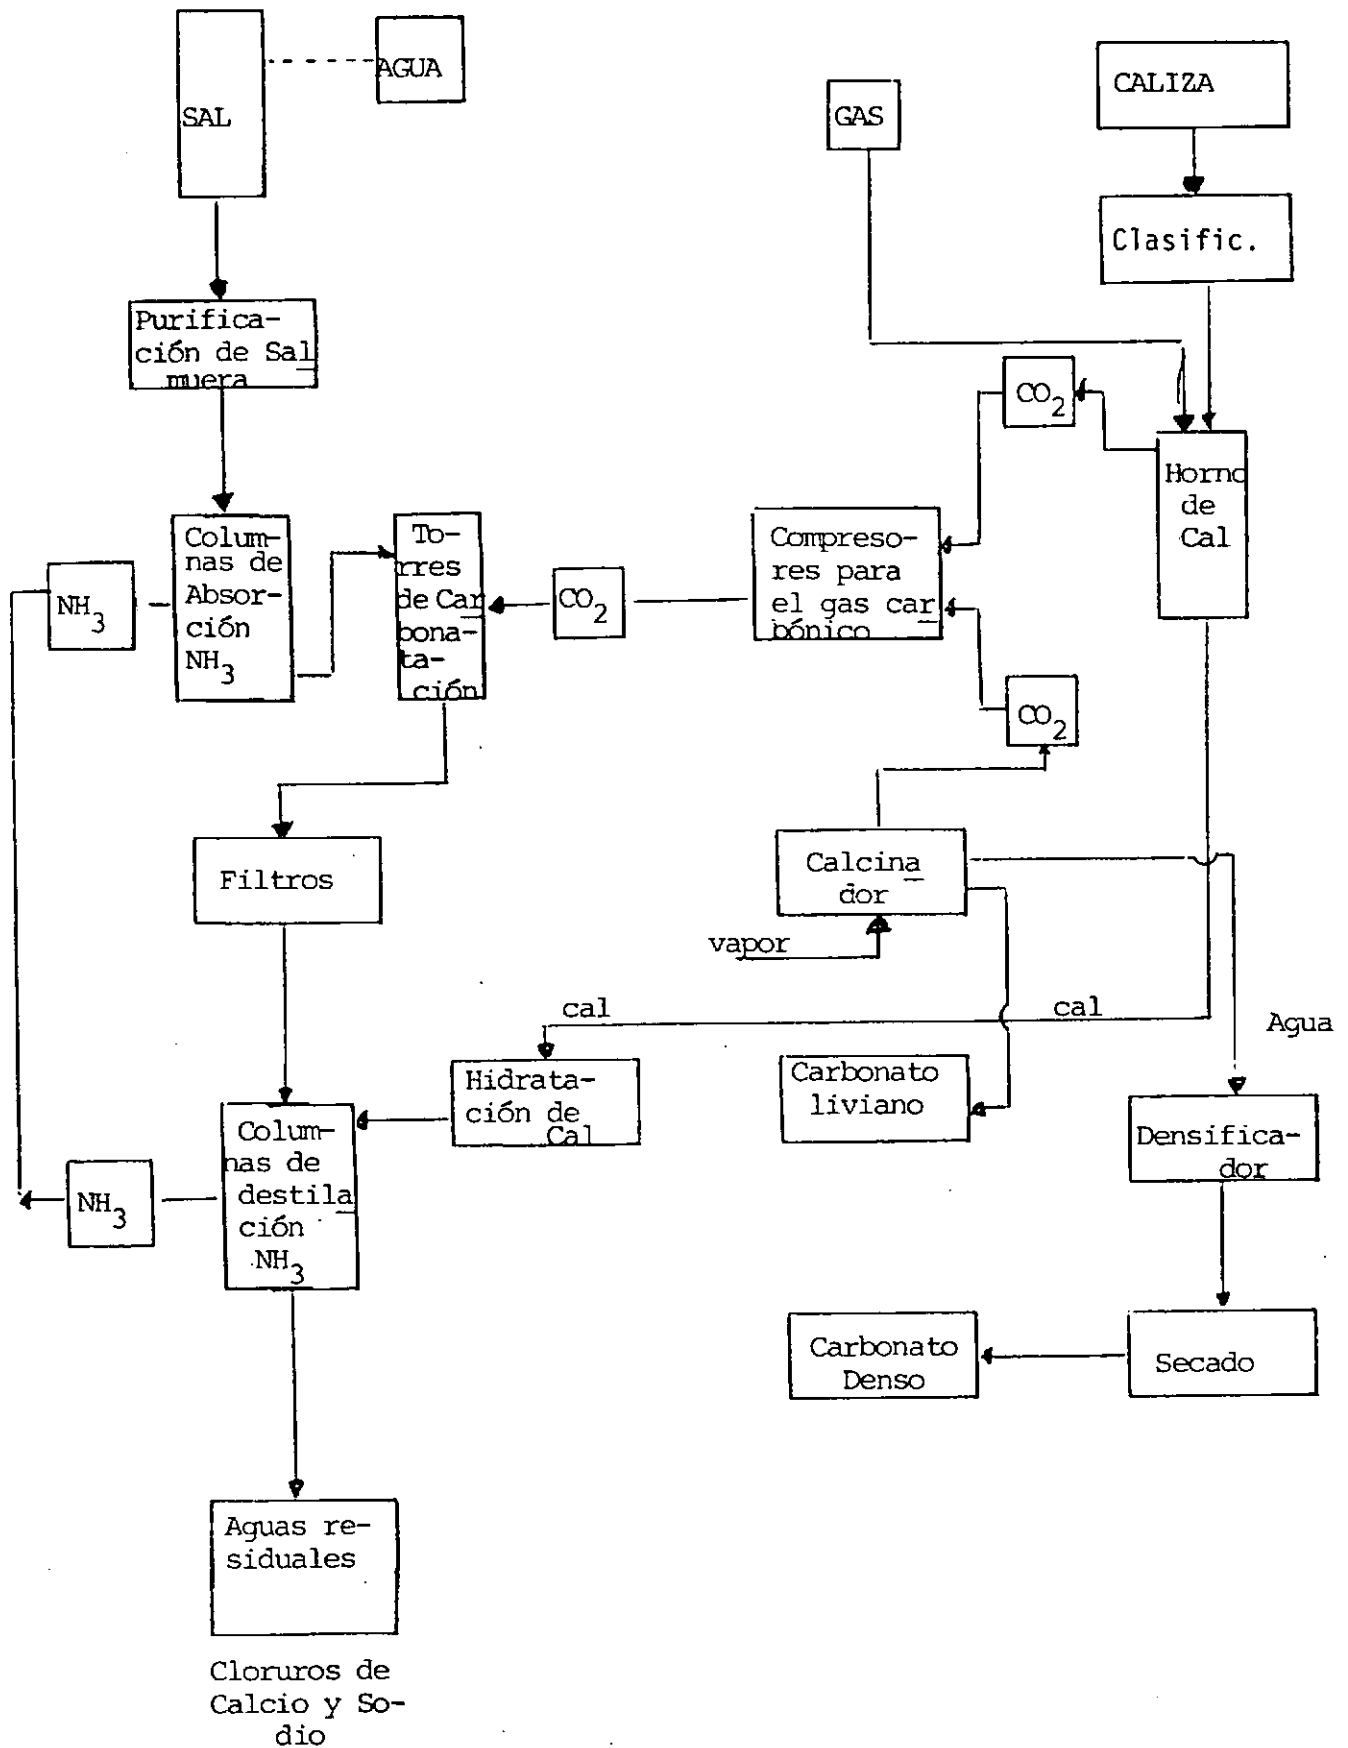 SAL
AGUA
GAS
CALIZA
Clasific.
Purifica-
ción de Sal
muera
CO2
Horno
de
Cal
Colum-
nas de
Absor-
ción
NH3
NH3
To-
rres
de Car
bona-
ta-
ción
CO2
Compreso-
res para
el gas car
bónico
CO2
Filtros
Calcina
dor
vapor
cal
cal
Agua
Hidrata-
ción de
Cal
Carbonato
liviano
Densifica-
dor
Colum-
nas de
destila
ción
NH3
NH3
Carbonato
Denso
Secado
Aguas re-
siduales
Cloruros de
Calcio y So-
dio